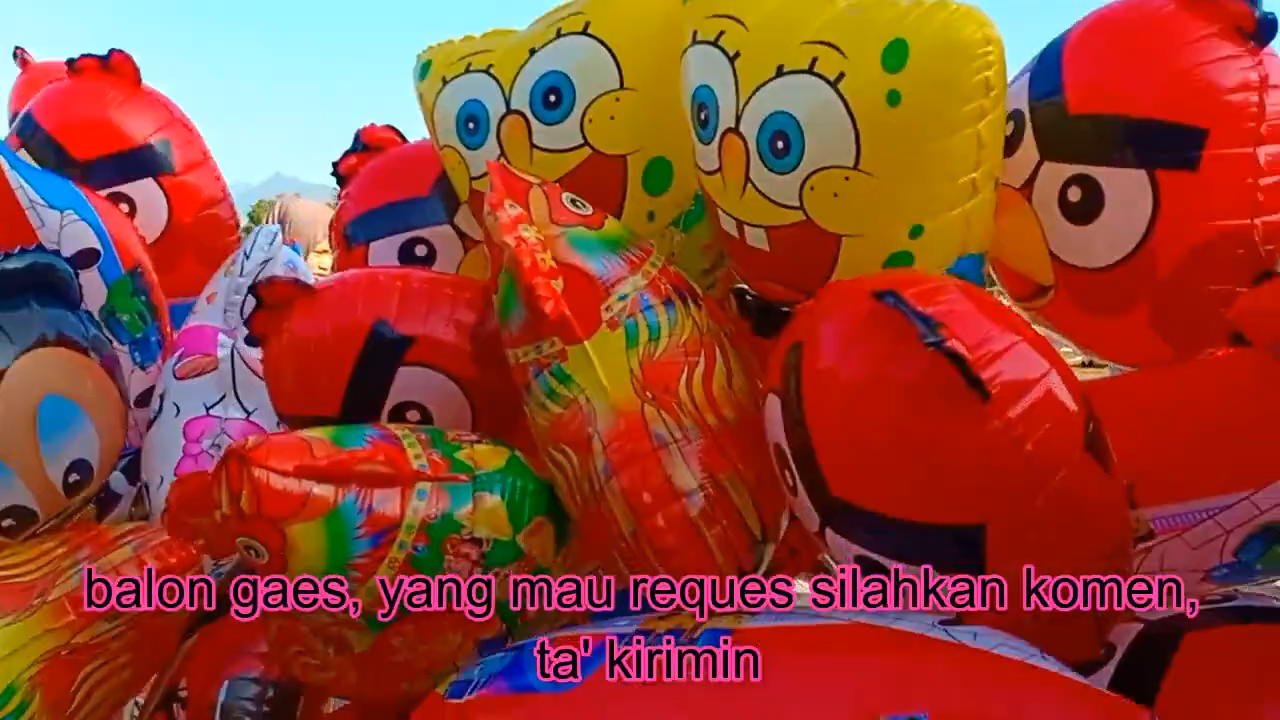 balon gaes, yang mau reques silahkan komen,
ta' kirimin